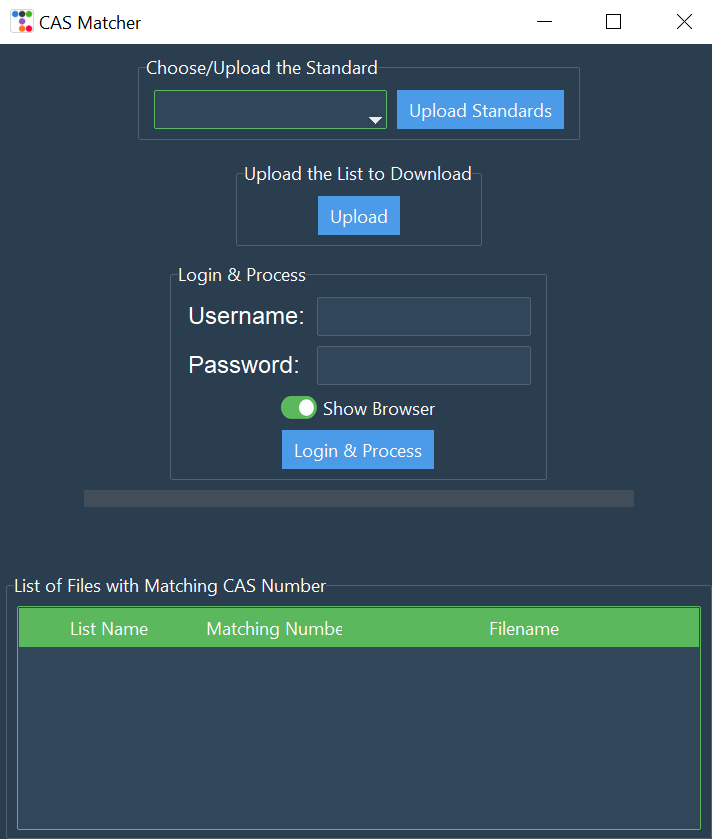 CAS Matcher
Choose/Upload the Standard
Upload Standards
Upload the List to Download
Upload
Login & Process
Username:
Password:
Show Browser
Login & Process
List of Files with Matching CAS Number
List Name Matching Numbe Filename